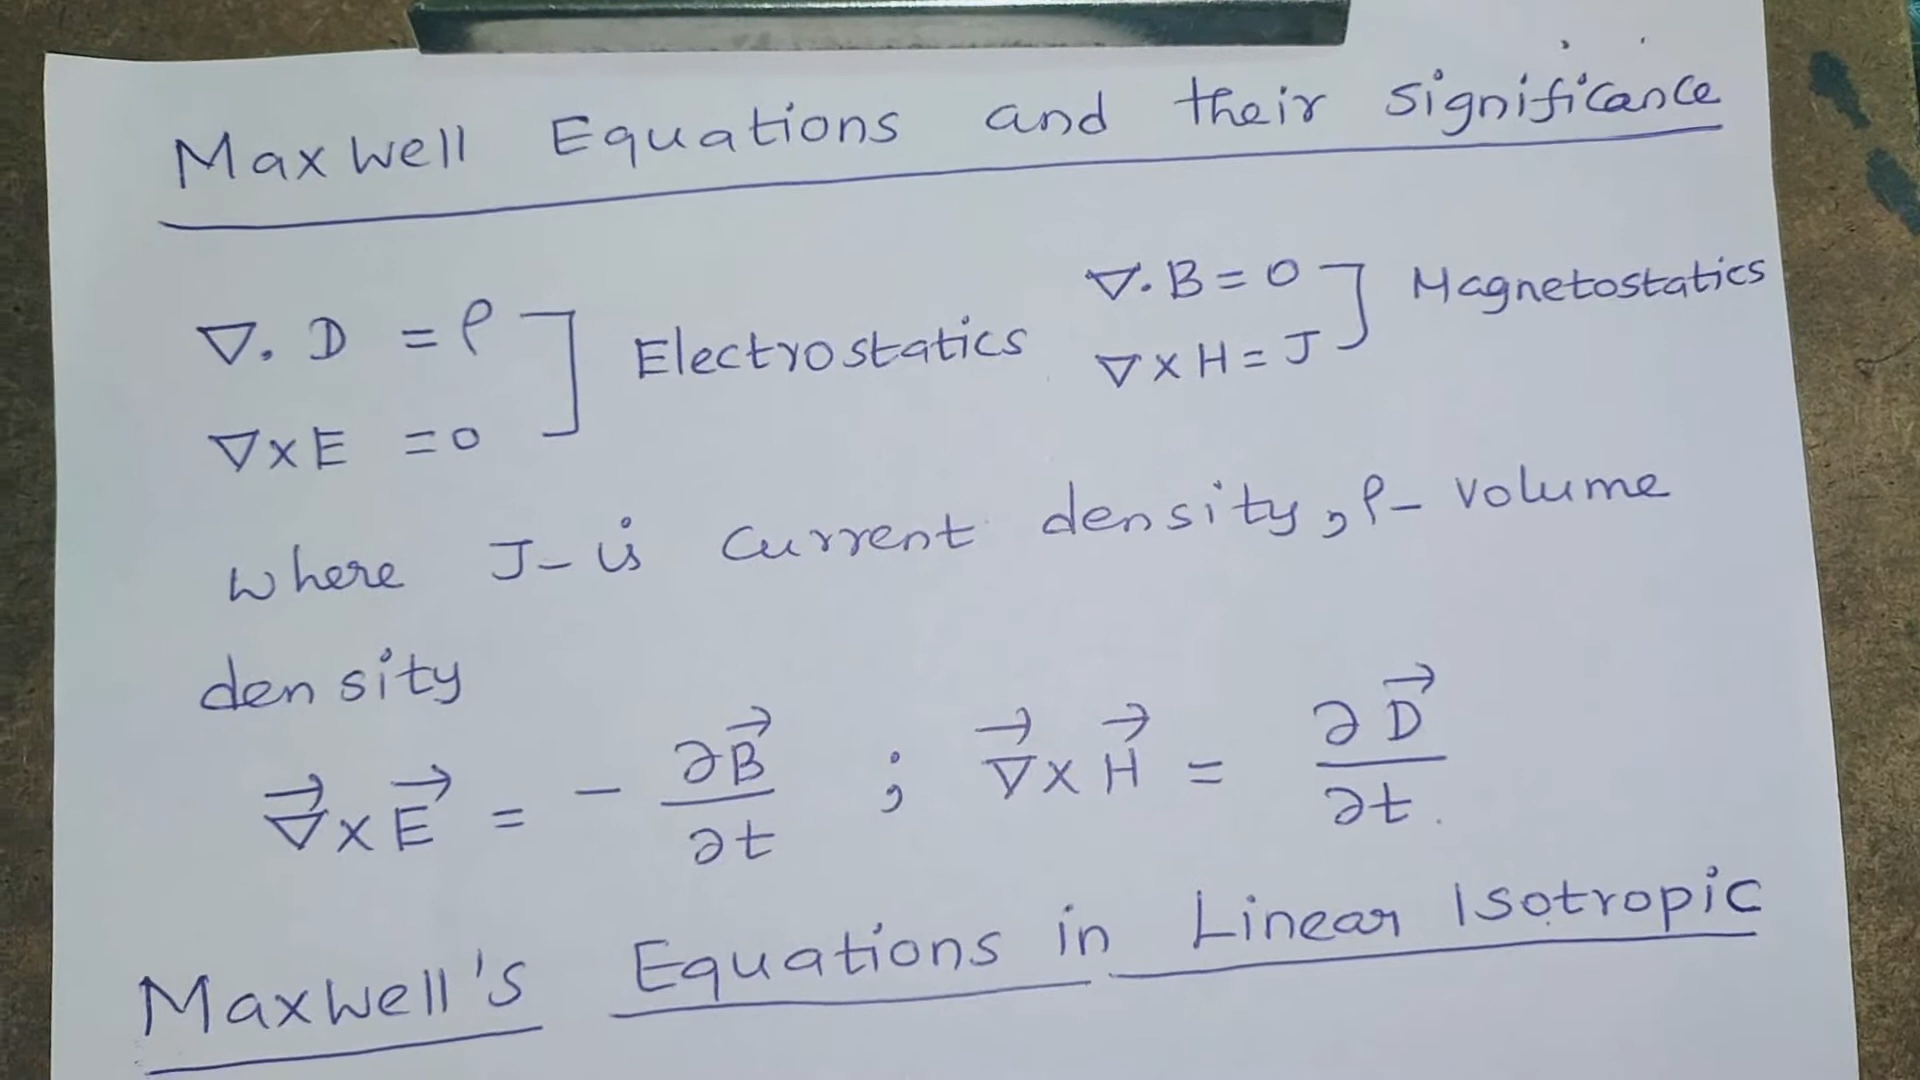 Maxwell Equations and their significance
∇. D = ρ ] Electrostatics ∇. B = 0 ] Magnetostatics
∇ x E = 0 ∇ x H = J
where J- is current density, ρ- volume
density
∇⃗ x E⃗ = - ∂B⃗/∂t ; ∇⃗ x H⃗ = ∂D⃗/∂t.
Maxwell's Equations in Linear Isotropic